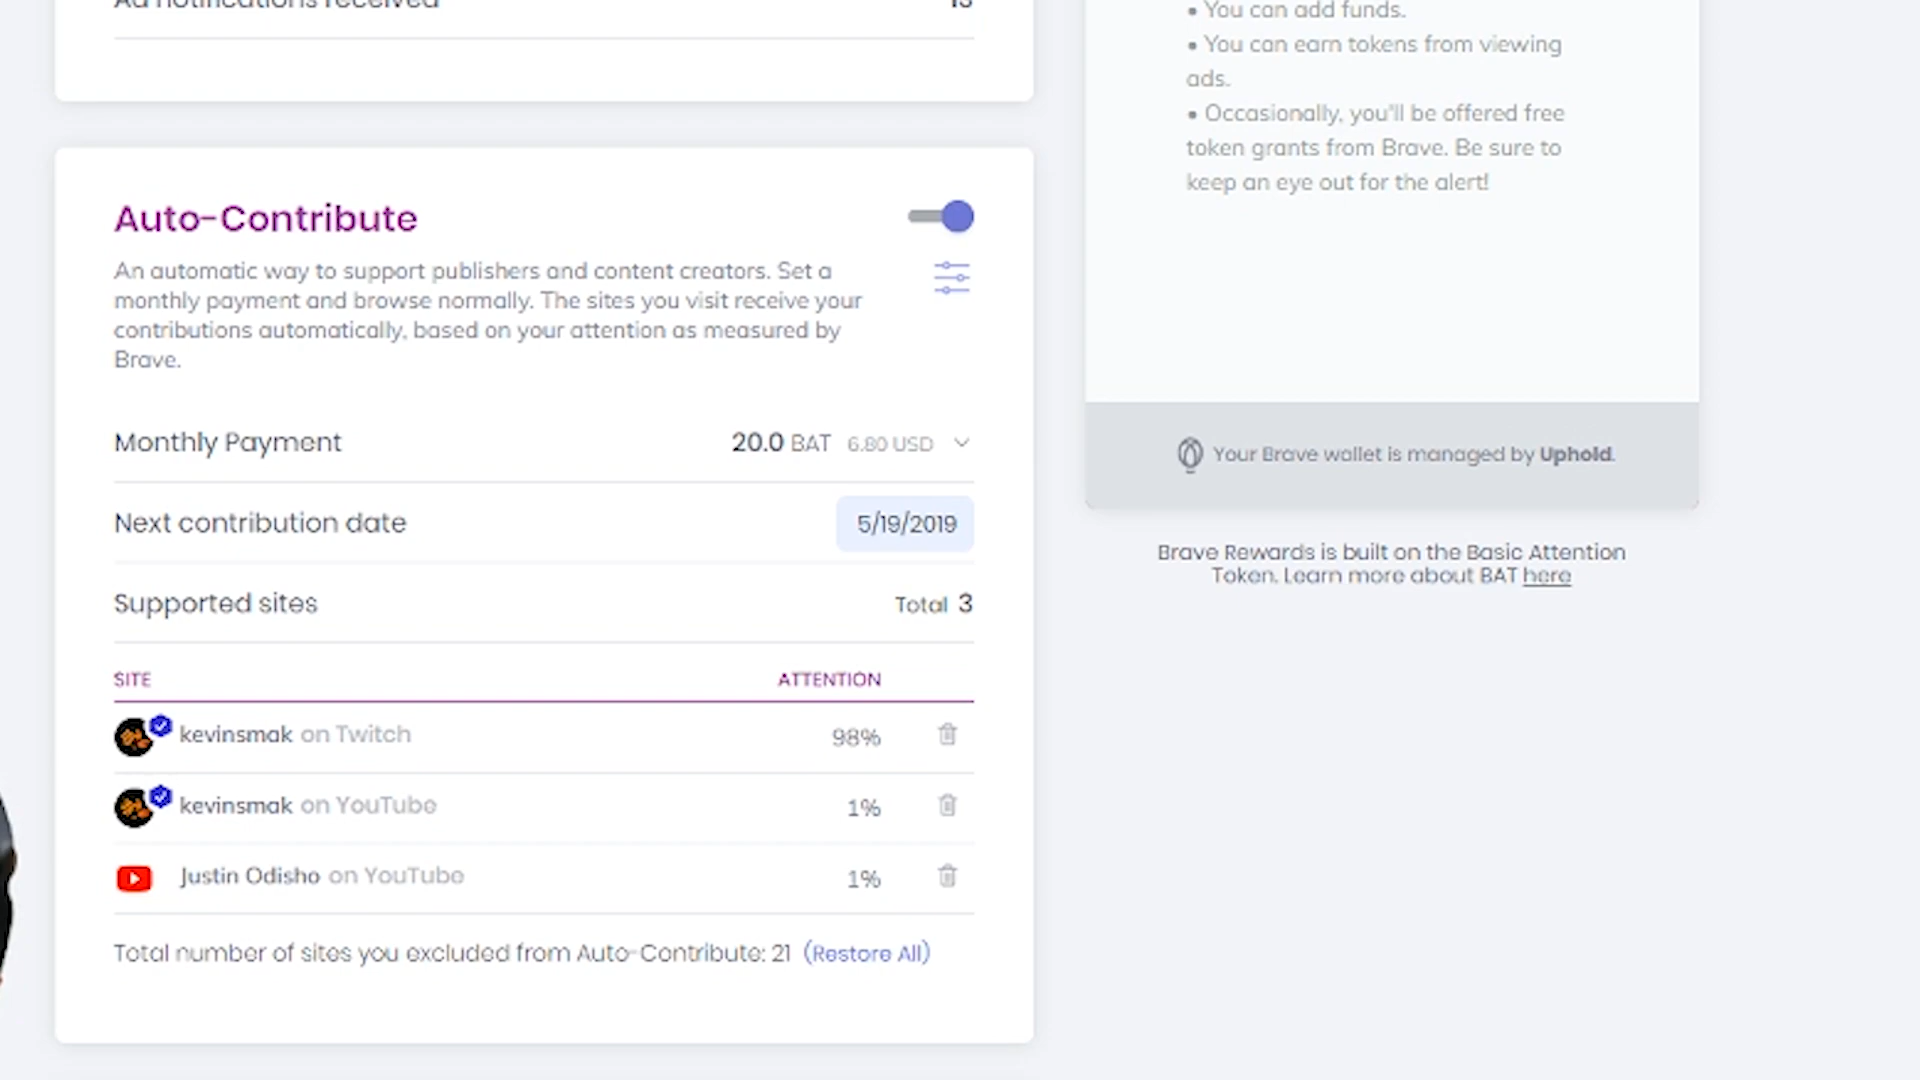 Ad notifications received 13
Auto-Contribute
An automatic way to support publishers and content creators. Set a
monthly payment and browse normally. The sites you visit receive your
contributions automatically, based on your attention as measured by
Brave.
Monthly Payment 20.0 BAT 6.80 USD
Next contribution date 5/19/2019
Supported sites Total 3
SITE ATTENTION
kevinsmak on Twitch 98%
kevinsmak on YouTube 1%
Justin Odisho on YouTube 1%
Total number of sites you excluded from Auto-Contribute: 21 (Restore All)
• You can add funds.
• You can earn tokens from viewing
ads.
• Occasionally, you'll be offered free
token grants from Brave. Be sure to
keep an eye out for the alert!
Your Brave wallet is managed by Uphold.
Brave Rewards is built on the Basic Attention
Token. Learn more about BAT here